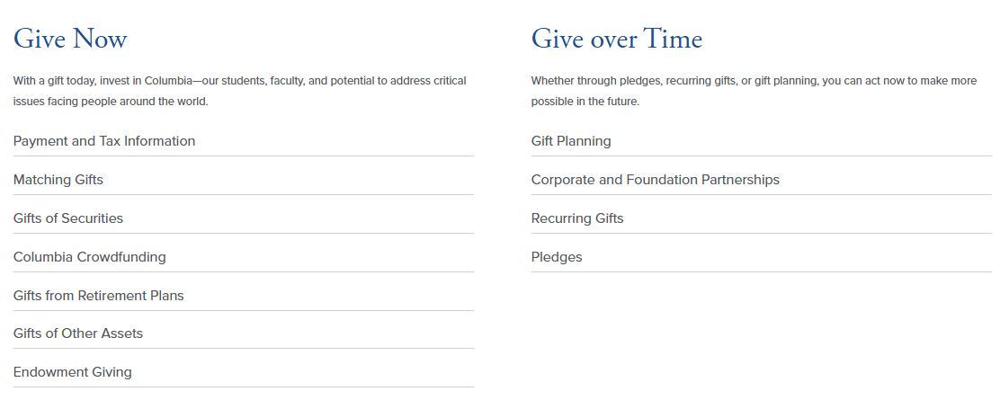 Give Now
With a gift today, invest in Columbia—our students, faculty, and potential to address critical
issues facing people around the world.
Payment and Tax Information
Matching Gifts
Gifts of Securities
Columbia Crowdfunding
Gifts from Retirement Plans
Gifts of Other Assets
Endowment Giving
Give over Time
Whether through pledges, recurring gifts, or gift planning, you can act now to make more
possible in the future.
Gift Planning
Corporate and Foundation Partnerships
Recurring Gifts
Pledges